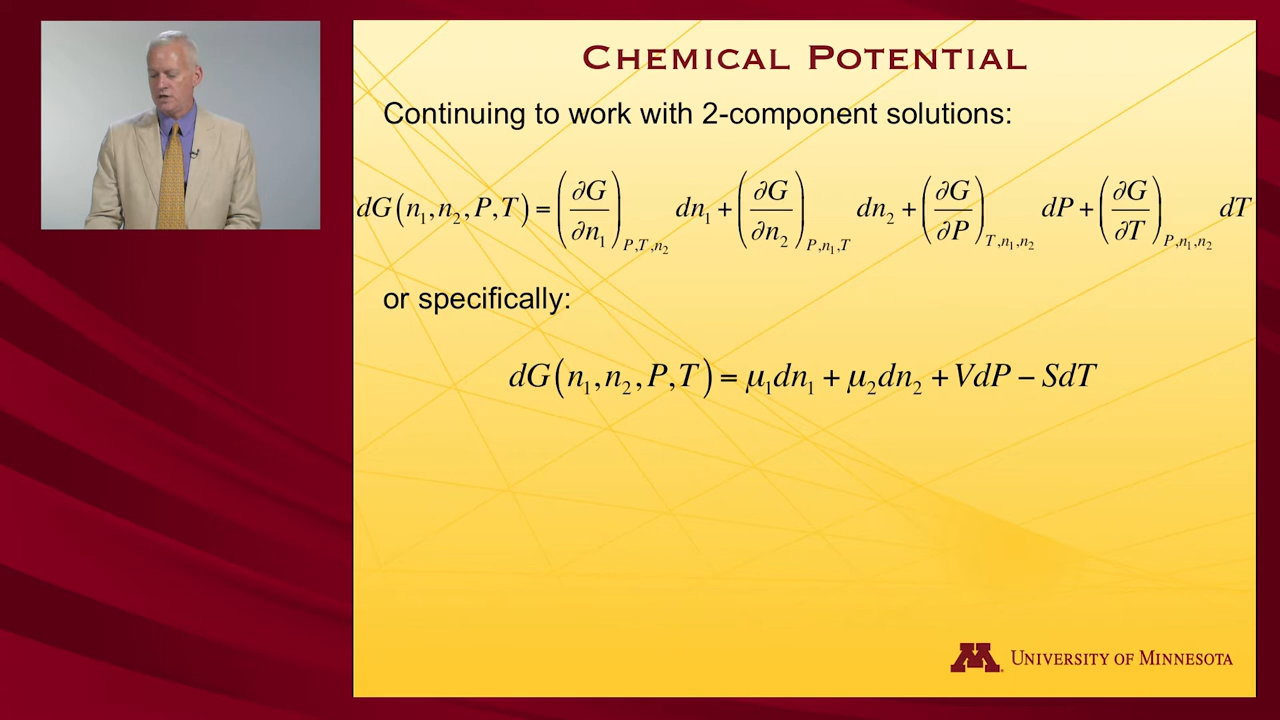 CHEMICAL POTENTIAL
Continuing to work with 2-component solutions:
dG(n₁,n₂,P,T) = (∂G/∂n₁)_{P,T,n₂} dn₁ + (∂G/∂n₂)_{P,n₁,T} dn₂ + (∂G/∂P)_{T,n₁,n₂} dP + (∂G/∂T)_{P,n₁,n₂} dT
or specifically:
dG(n₁,n₂,P,T) = μ₁dn₁ + μ₂dn₂ + VdP − SdT
M UNIVERSITY OF MINNESOTA